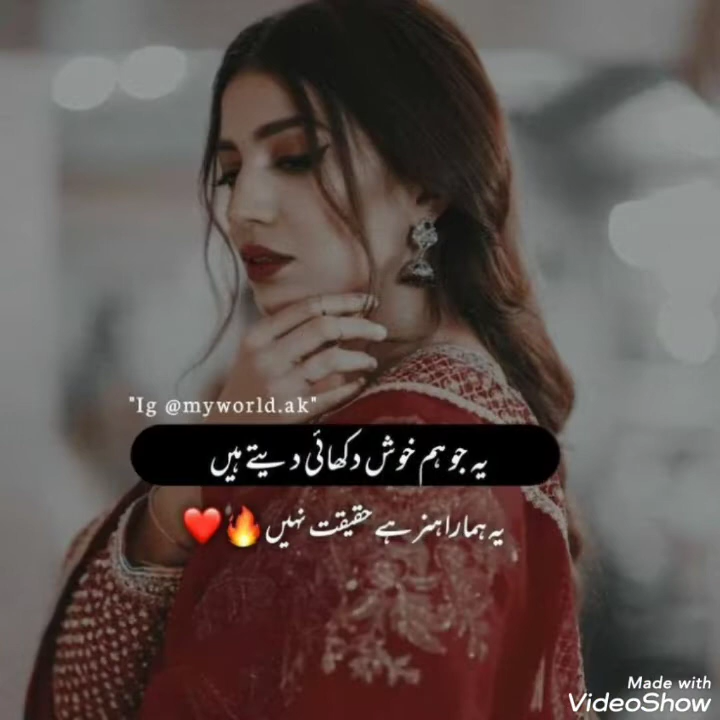 "Ig @myworld.ak"
یہ جو ہم خوش دکھائی دیتے ہیں
یہ ہمارا ہنر ہے حقیقت نہیں🔥❤️
Made with
VideoShow